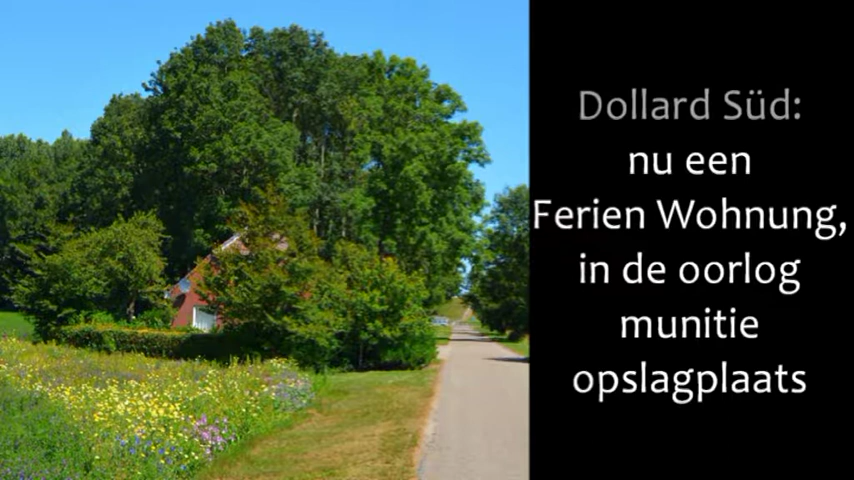 Dollard Süd:
nu een
Ferien Wohnung,
in de oorlog
munitie
opslagplaats